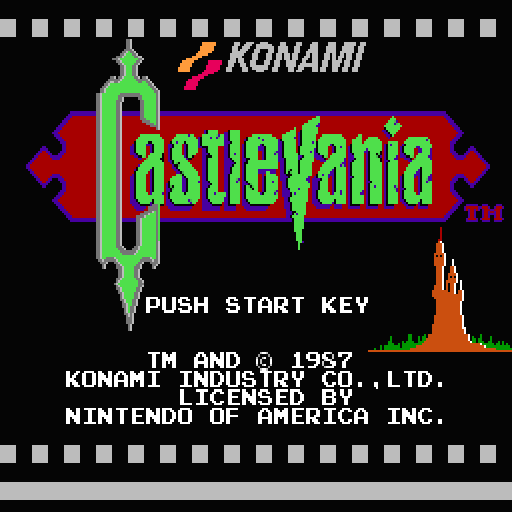 KONAMI
Castlevania
TM
PUSH START KEY
TM AND © 1987
KONAMI INDUSTRY CO.,LTD.
LICENSED BY
NINTENDO OF AMERICA INC.